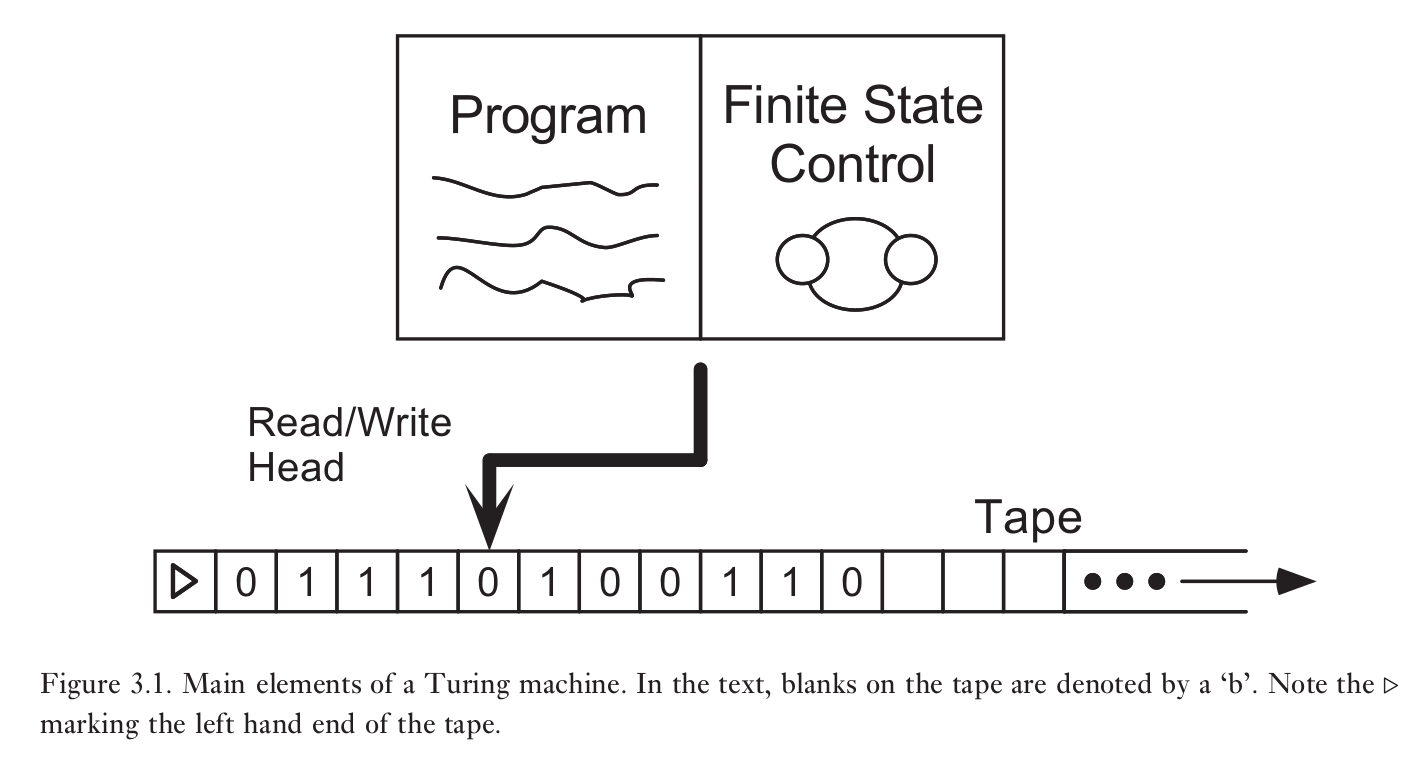 Program
Finite State
Control
Read/Write
Head
Tape
▷ 0 1 1 1 0 1 0 0 1 1 0 •••
Figure 3.1. Main elements of a Turing machine. In the text, blanks on the tape are denoted by a ‘b’. Note the ▷
marking the left hand end of the tape.